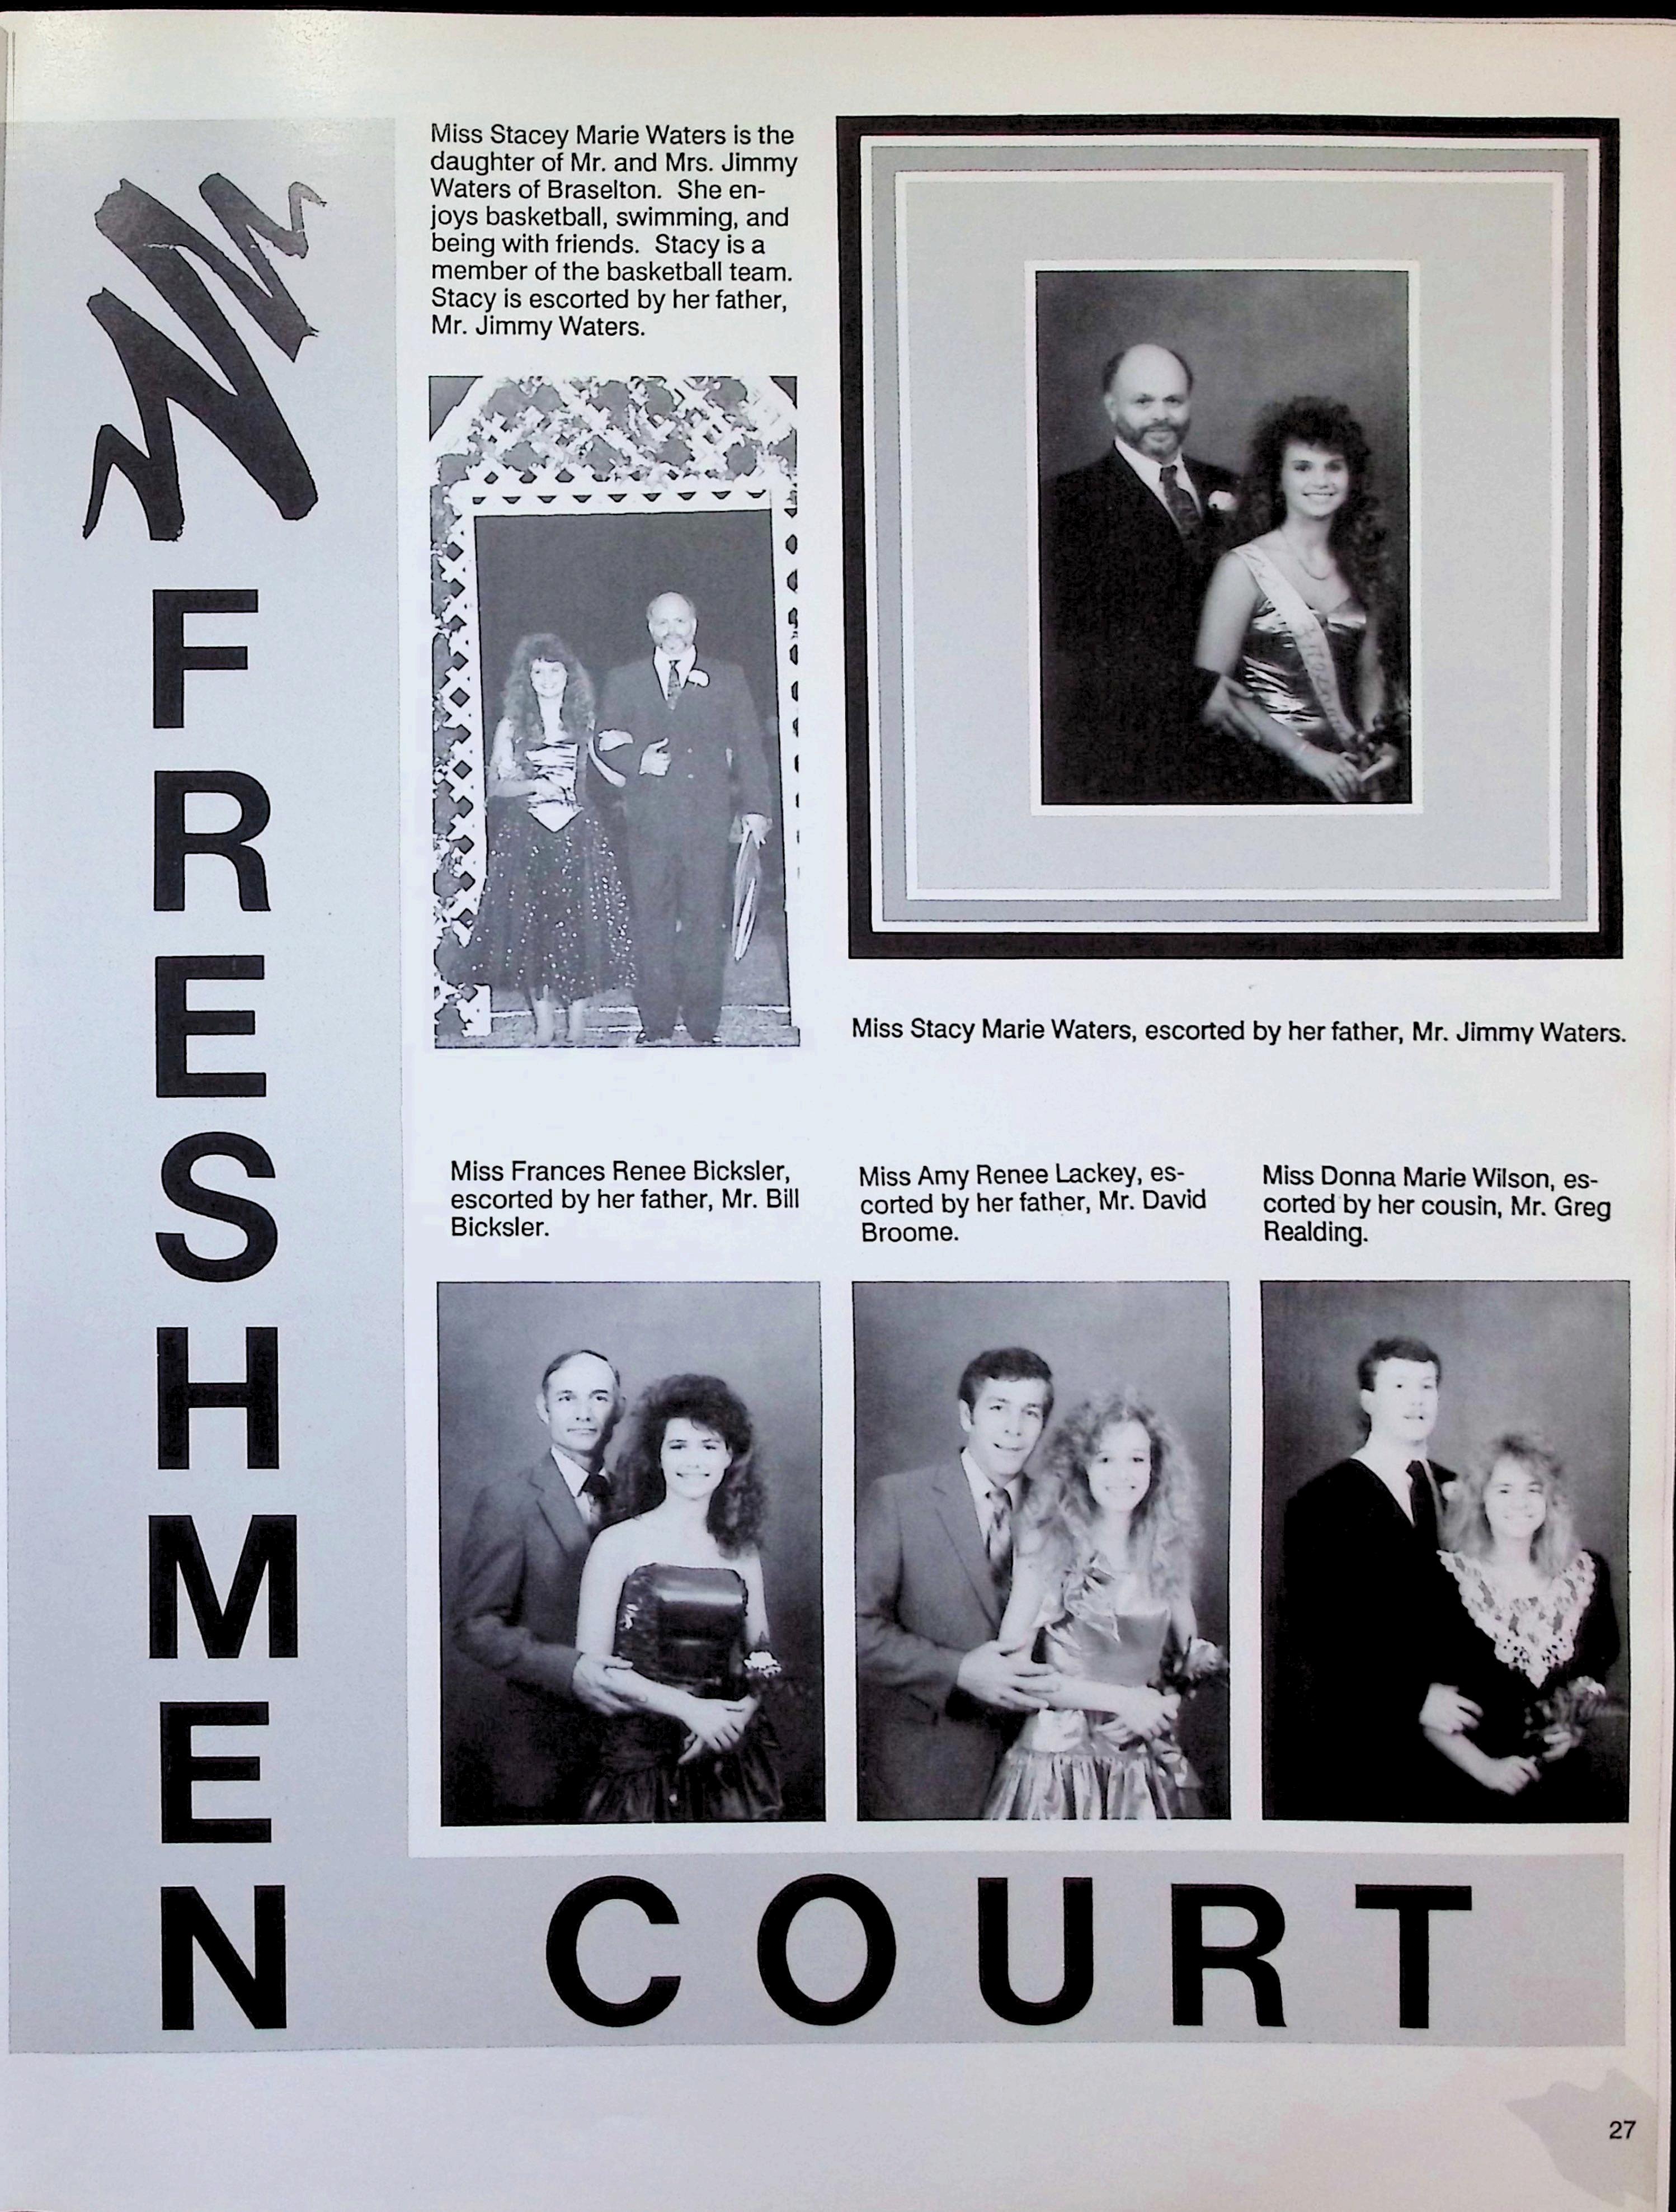 Miss Stacey Marie Waters is the
daughter of Mr. and Mrs. Jimmy
Waters of Braselton. She en-
joys basketball, swimming, and
being with friends. Stacy is a
member of the basketball team.
Stacy is escorted by her father,
Mr. Jimmy Waters.
Miss Stacy Marie Waters, escorted by her father, Mr. Jimmy Waters.
Miss Frances Renee Bicksler,
escorted by her father, Mr. Bill
Bicksler.
Miss Amy Renee Lackey, es-
corted by her father, Mr. David
Broome.
Miss Donna Marie Wilson, es-
corted by her cousin, Mr. Greg
Realding.
FRESHMEN
COURT
27